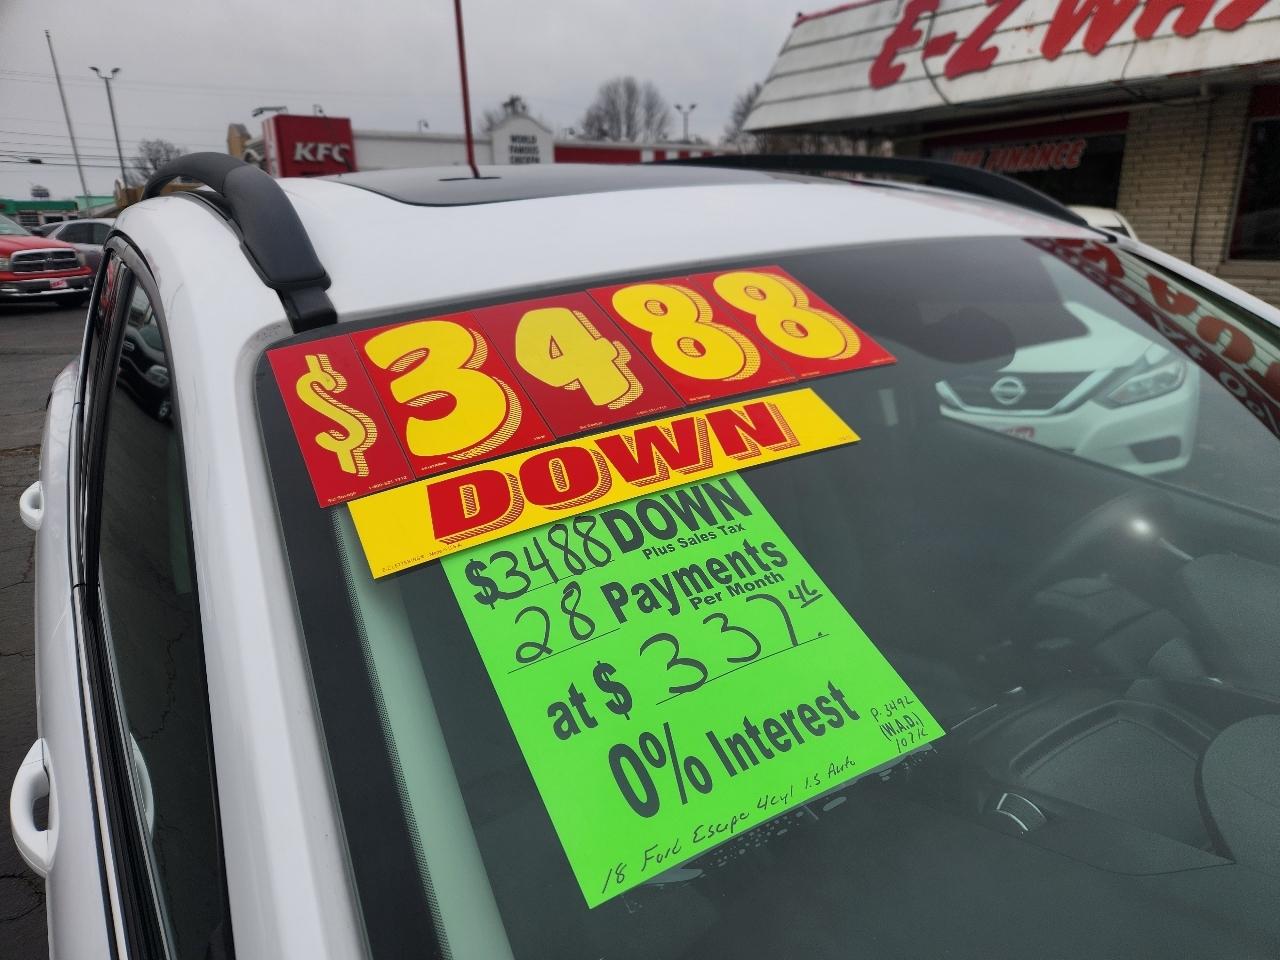 E-Z WAY
KFC
WORLD
FAMOUS
CHICKEN
FINANCE
$3488
DOWN
$3488 DOWN
Plus Sales Tax
28 Payments
Per Month
at $ 337.46
0% Interest
P. 3492
(W.A.D.)
107K
18 Ford Escape 4cyl 1.5 Auto